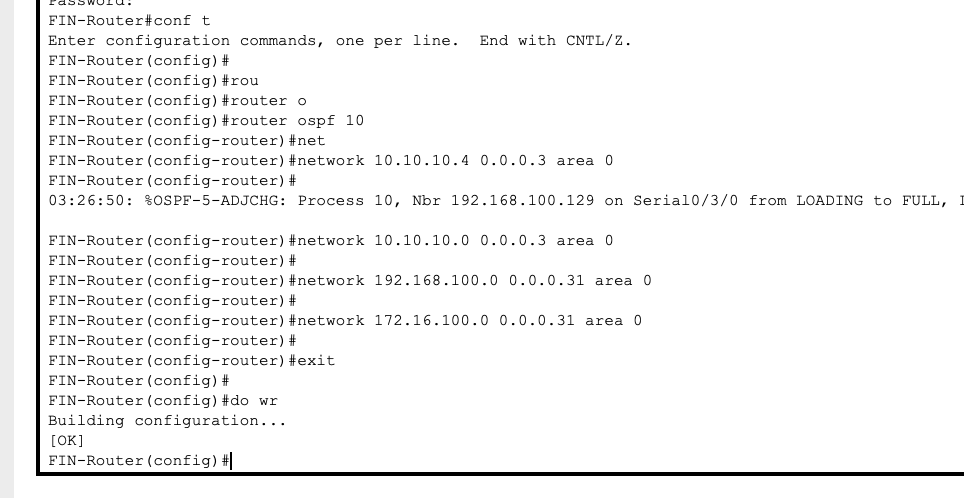 Password:
FIN-Router#conf t
Enter configuration commands, one per line.  End with CNTL/Z.
FIN-Router(config)#
FIN-Router(config)#rou
FIN-Router(config)#router o
FIN-Router(config)#router ospf 10
FIN-Router(config-router)#net
FIN-Router(config-router)#network 10.10.10.4 0.0.0.3 area 0
FIN-Router(config-router)#
03:26:50: %OSPF-5-ADJCHG: Process 10, Nbr 192.168.100.129 on Serial0/3/0 from LOADING to FULL,
FIN-Router(config-router)#network 10.10.10.0 0.0.0.3 area 0
FIN-Router(config-router)#
FIN-Router(config-router)#network 192.168.100.0 0.0.0.31 area 0
FIN-Router(config-router)#
FIN-Router(config-router)#network 172.16.100.0 0.0.0.31 area 0
FIN-Router(config-router)#
FIN-Router(config-router)#exit
FIN-Router(config)#
FIN-Router(config)#do wr
Building configuration...
[OK]
FIN-Router(config)#